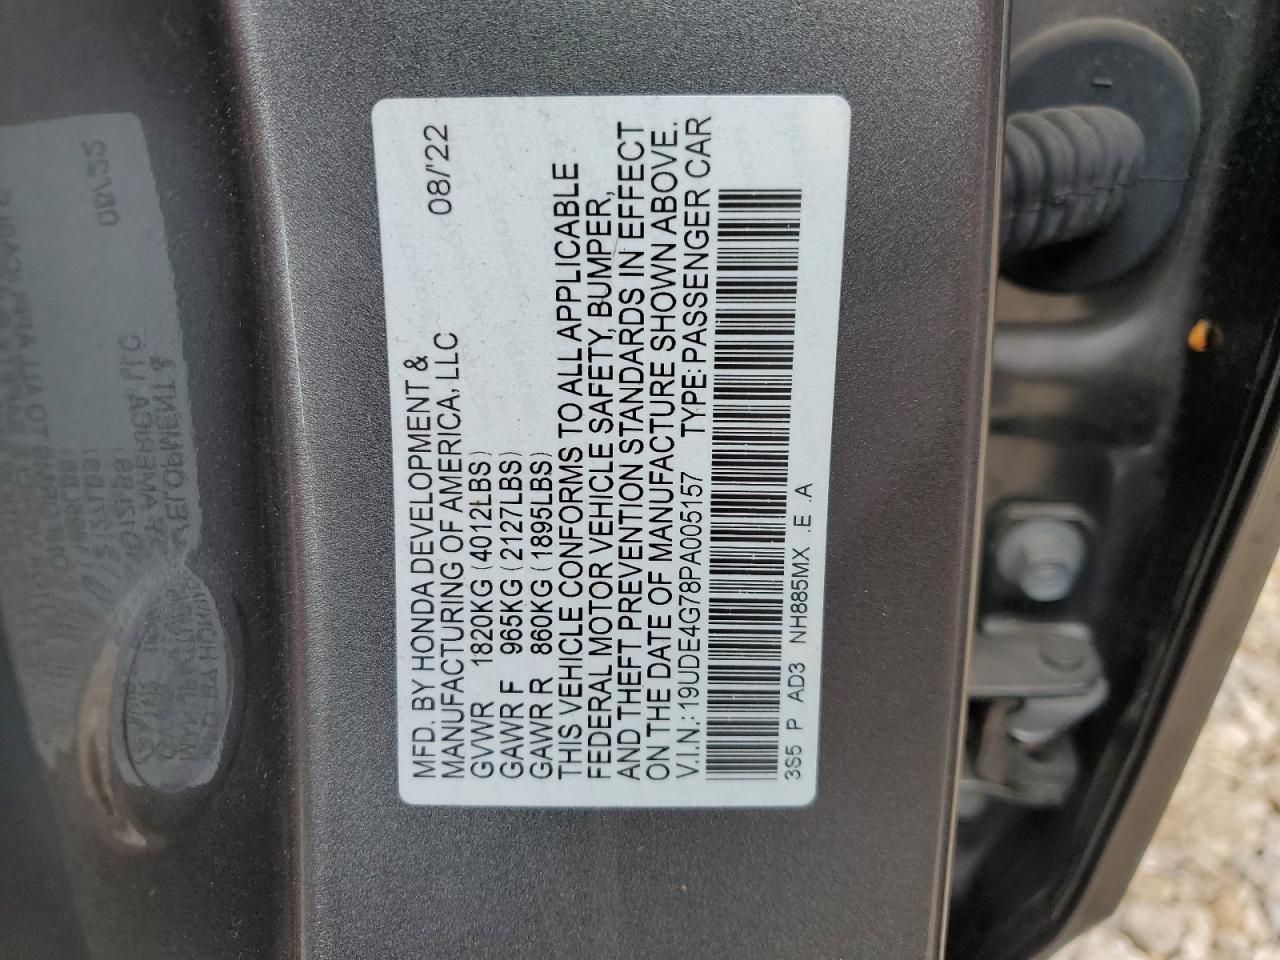 MFD. BY HONDA DEVELOPMENT & 08/'22
MANUFACTURING OF AMERICA, LLC
GVWR 1820KG (4012LBS)
GAWR F 965KG (2127LBS)
GAWR R 860KG (1895LBS)
THIS VEHICLE CONFORMS TO ALL APPLICABLE
FEDERAL MOTOR VEHICLE SAFETY, BUMPER,
AND THEFT PREVENTION STANDARDS IN EFFECT
ON THE DATE OF MANUFACTURE SHOWN ABOVE.
V.I.N.: 19UDE4G78PA005157 TYPE: PASSENGER CAR
3S5 P AD3 NH885MX .E .A